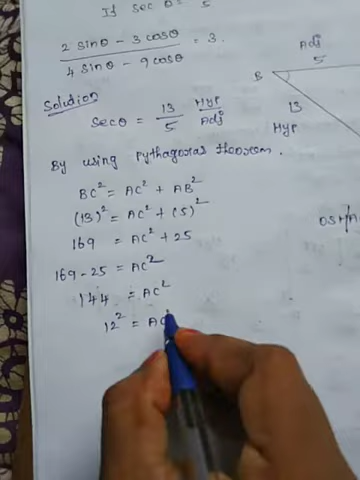 If sec θ = 5
2 sinθ - 3 cosθ / 4 sinθ - 9 cosθ = 3.
Solution
secθ = 13/5 Hyp/Adj
By using pythagoras theorem.
BC² = AC² + AB²
(13)² = AC² + (5)²
169 = AC² + 25
169 - 25 = AC²
144 = AC²
12² = AC
Adj
5
B
13
Hyp